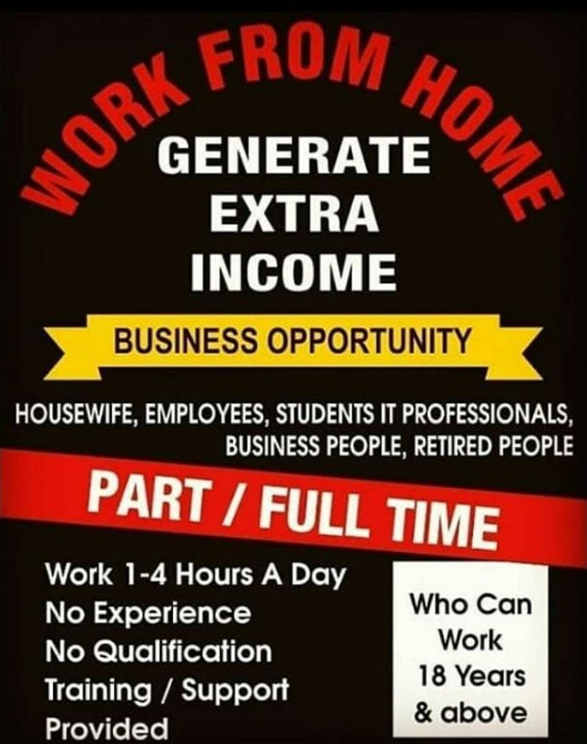 WORK FROM HOME
GENERATE
EXTRA
INCOME
BUSINESS OPPORTUNITY
HOUSEWIFE, EMPLOYEES, STUDENTS IT PROFESSIONALS,
BUSINESS PEOPLE, RETIRED PEOPLE
PART / FULL TIME
Work 1-4 Hours A Day
No Experience
No Qualification
Training / Support
Provided
Who Can
Work
18 Years
& above